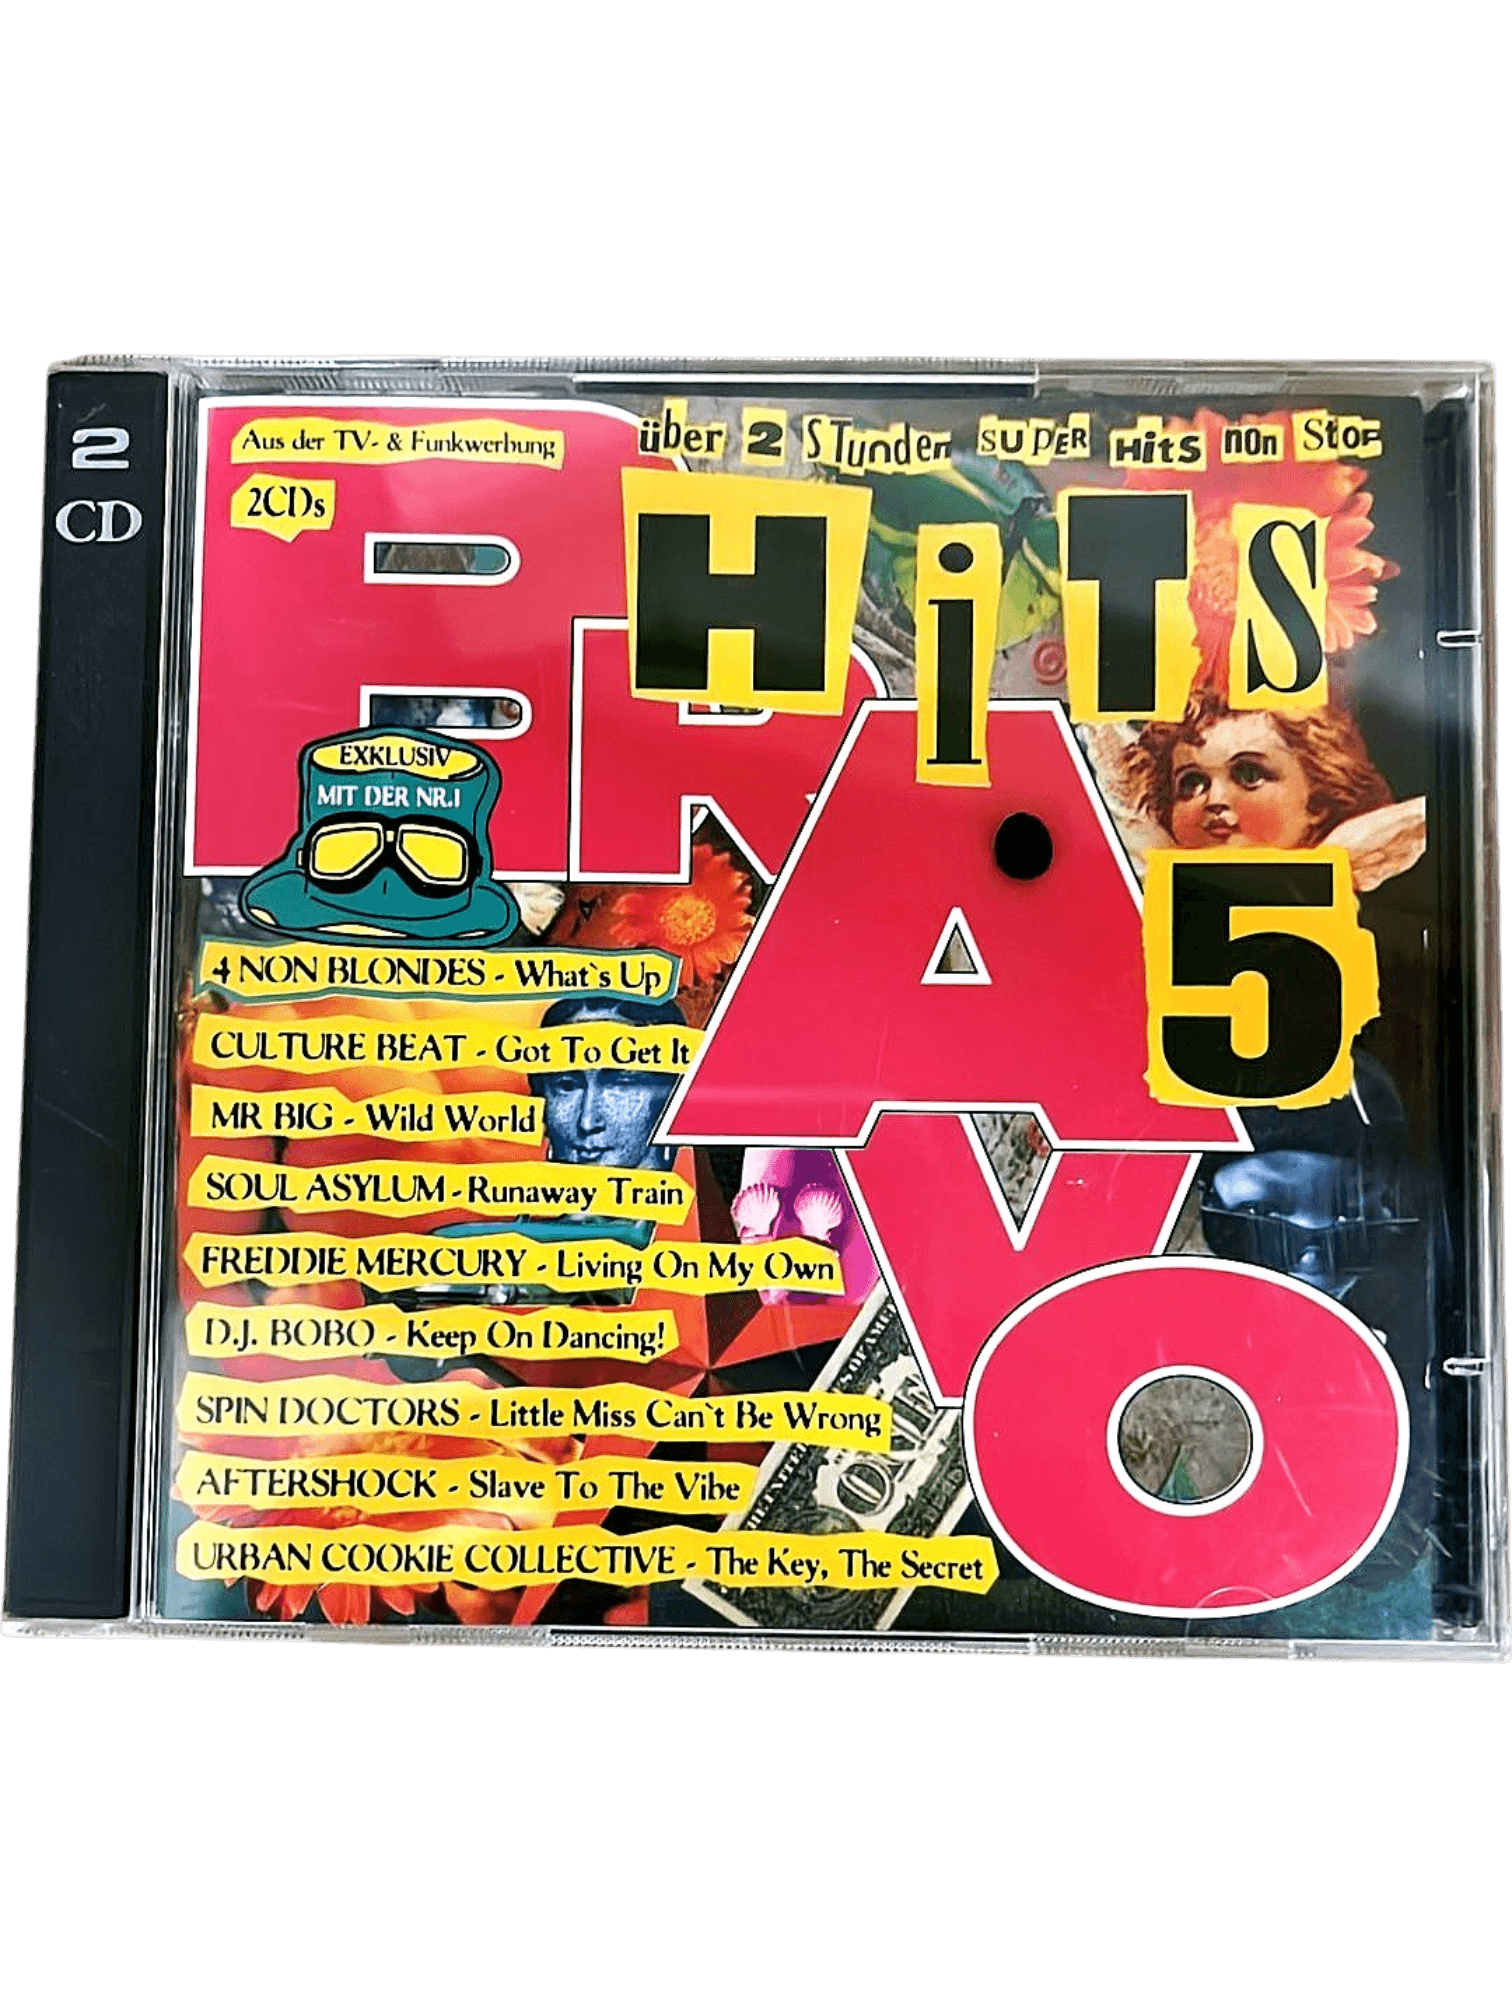 2
CD
Aus der TV- & Funkwerbung
2CDs
über 2 STunden SUPER Hits non Stop
BRAVO
HiTS
5
EXKLUSIV
MIT DER NR.1
4 NON BLONDES - What`s Up
CULTURE BEAT - Got To Get It
MR BIG - Wild World
SOUL ASYLUM - Runaway Train
FREDDIE MERCURY - Living On My Own
D.J. BOBO - Keep On Dancing!
SPIN DOCTORS - Little Miss Can`t Be Wrong
AFTERSHOCK - Slave To The Vibe
URBAN COOKIE COLLECTIVE - The Key, The Secret